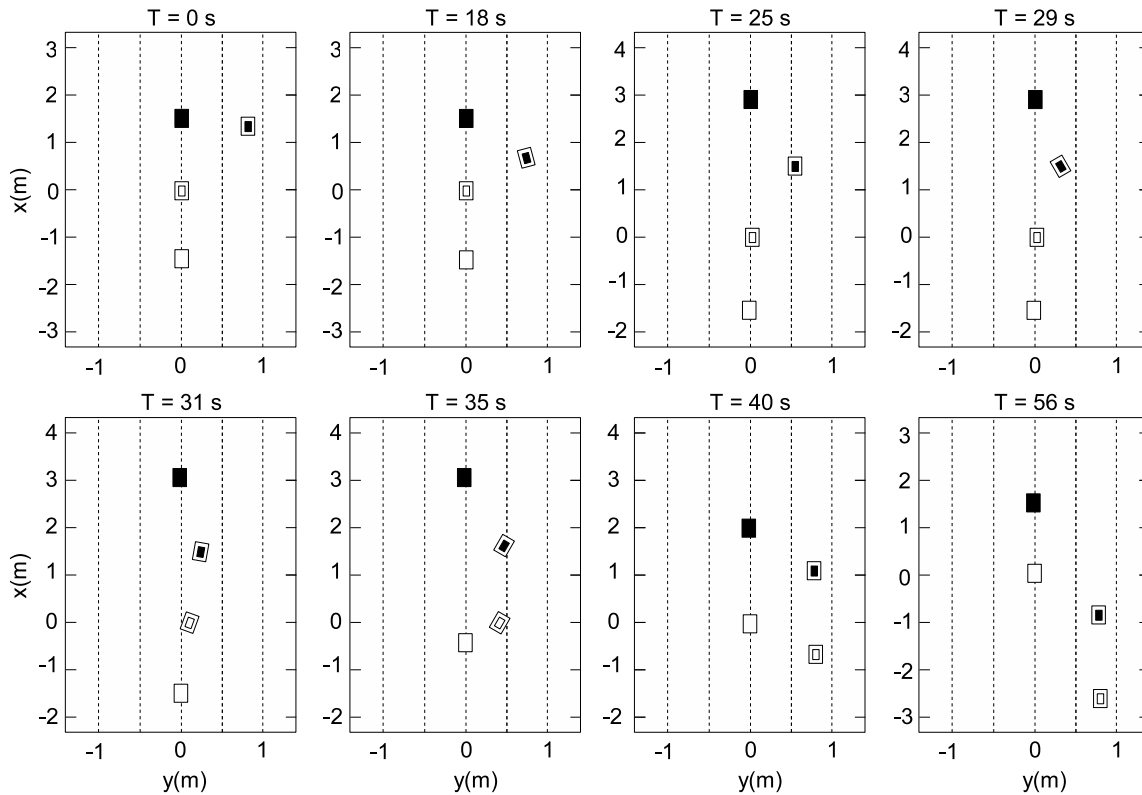 T = 0 s T = 18 s T = 25 s T = 29 s
3 3 4 4
2 2 3 3
1 1 2 2
0 0 1 1
-1 -1 0 0
-2 -2 -1 -1
-3 -3 -2 -2
x(m)
-1 0 1 -1 0 1 -1 0 1 -1 0 1
T = 31 s T = 35 s T = 40 s T = 56 s
4 4 4 3
3 3 3 2
2 2 2 1
1 1 1 0
0 0 0 -1
-1 -1 -1 -2
-2 -2 -2 -3
x(m)
-1 0 1 -1 0 1 -1 0 1 -1 0 1
y(m) y(m) y(m) y(m)